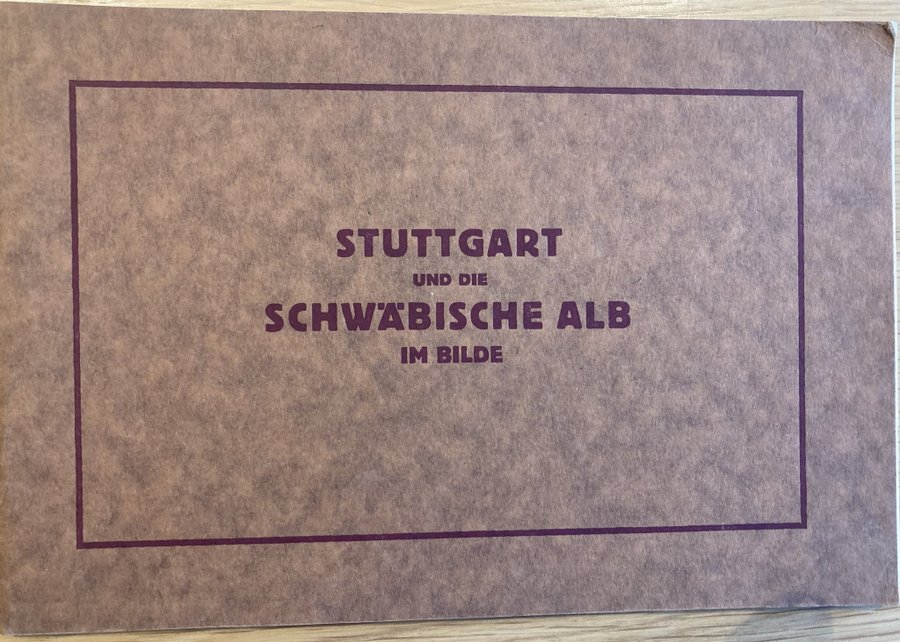 STUTTGART
UND DIE
SCHWÄBISCHE ALB
IM BILDE